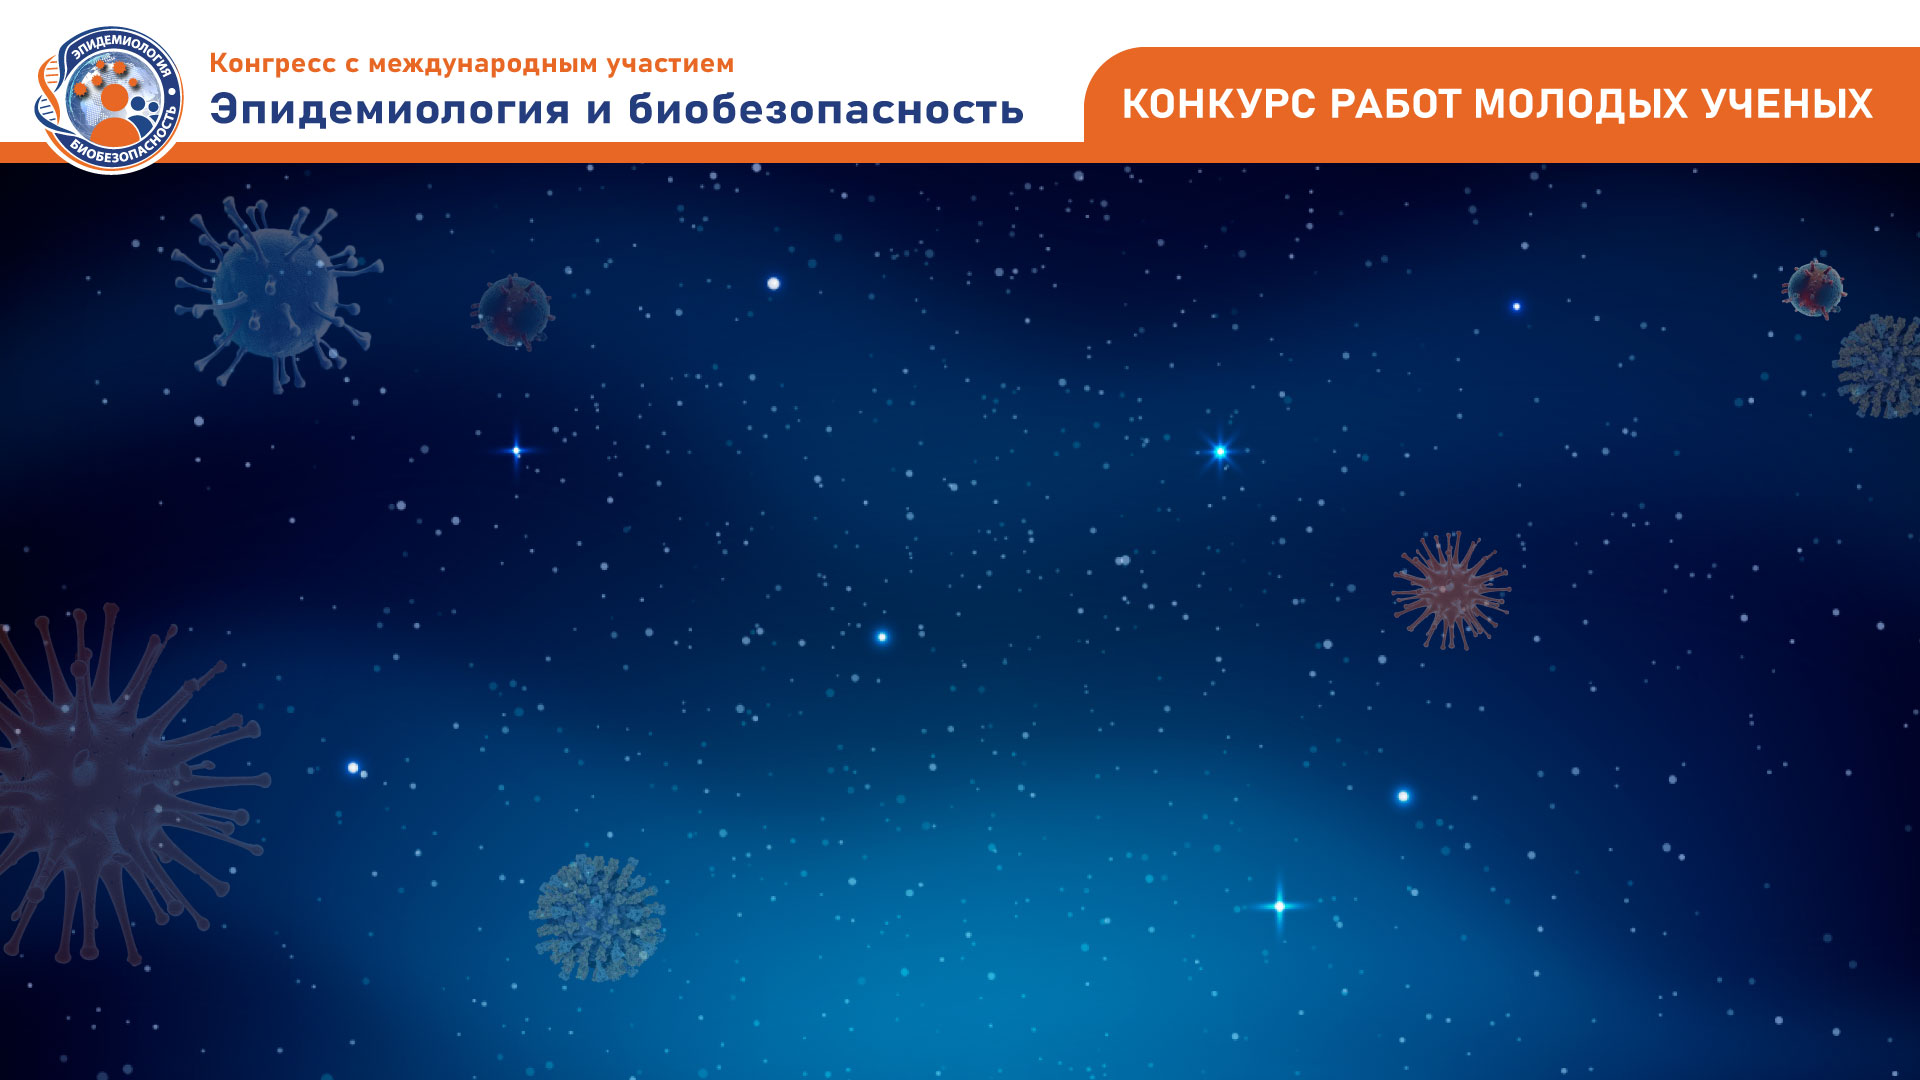 ЭПИДЕМИОЛОГИЯ •
БИОБЕЗОПАСНОСТЬ
Конгресс с международным участием
Эпидемиология и биобезопасность
КОНКУРС РАБОТ МОЛОДЫХ УЧЕНЫХ